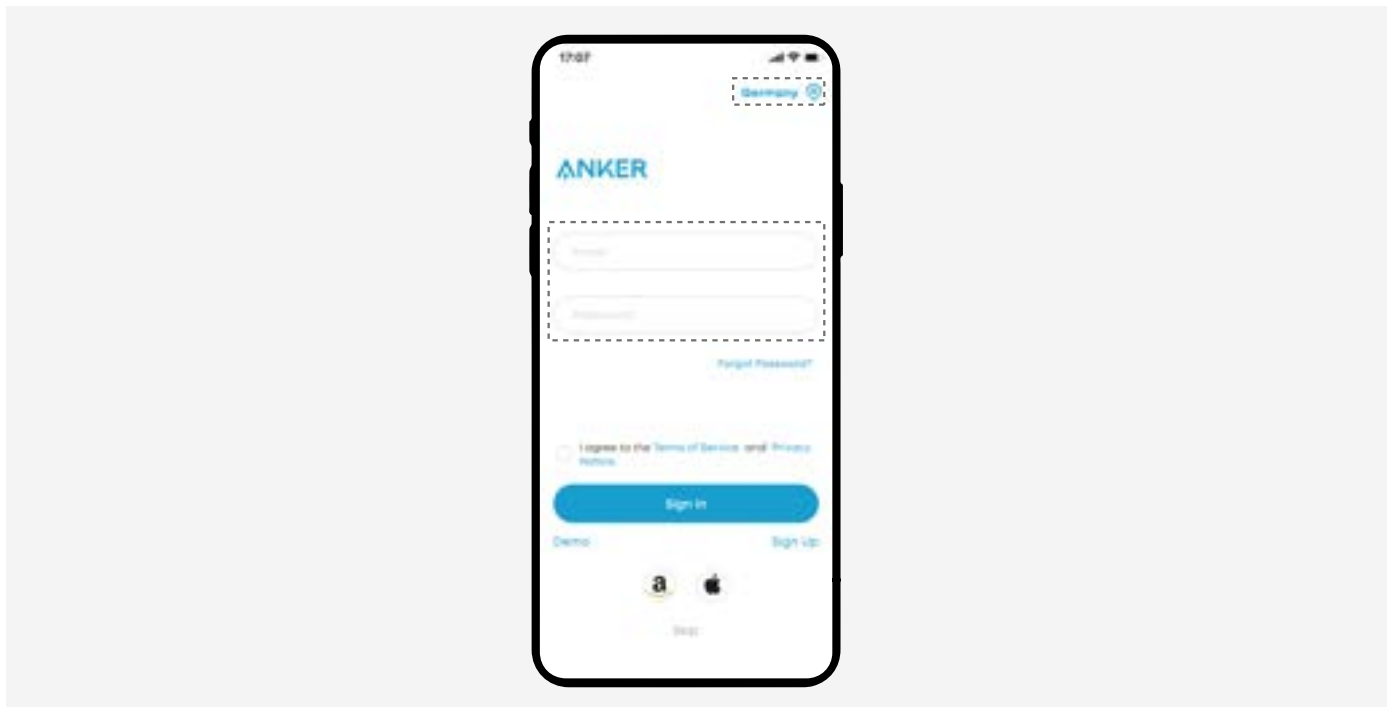 17:07
Germany
ANKER
Email
Password
Forgot Password?
I agree to the Terms of Service and Privacy
Notice.
Sign In
Demo
Sign Up
a
Skip